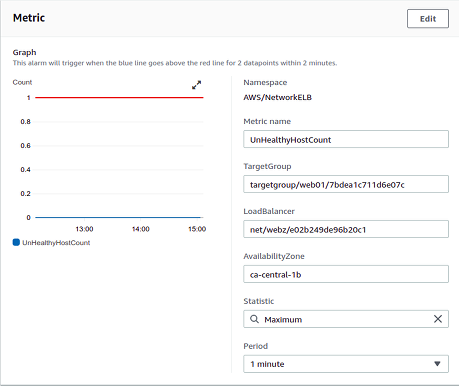 Metric
Edit
Graph
This alarm will trigger when the blue line goes above the red line for 2 datapoints within 2 minutes.
Count
1
0.8
0.6
0.4
0.2
0
13:00 14:00 15:00
UnHealthyHostCount
Namespace
AWS/NetworkELB
Metric name
UnHealthyHostCount
TargetGroup
targetgroup/web01/7bdea1c711d6e07c
LoadBalancer
net/webz/e02b249de96b20c1
AvailabilityZone
ca-central-1b
Statistic
Maximum
Period
1 minute